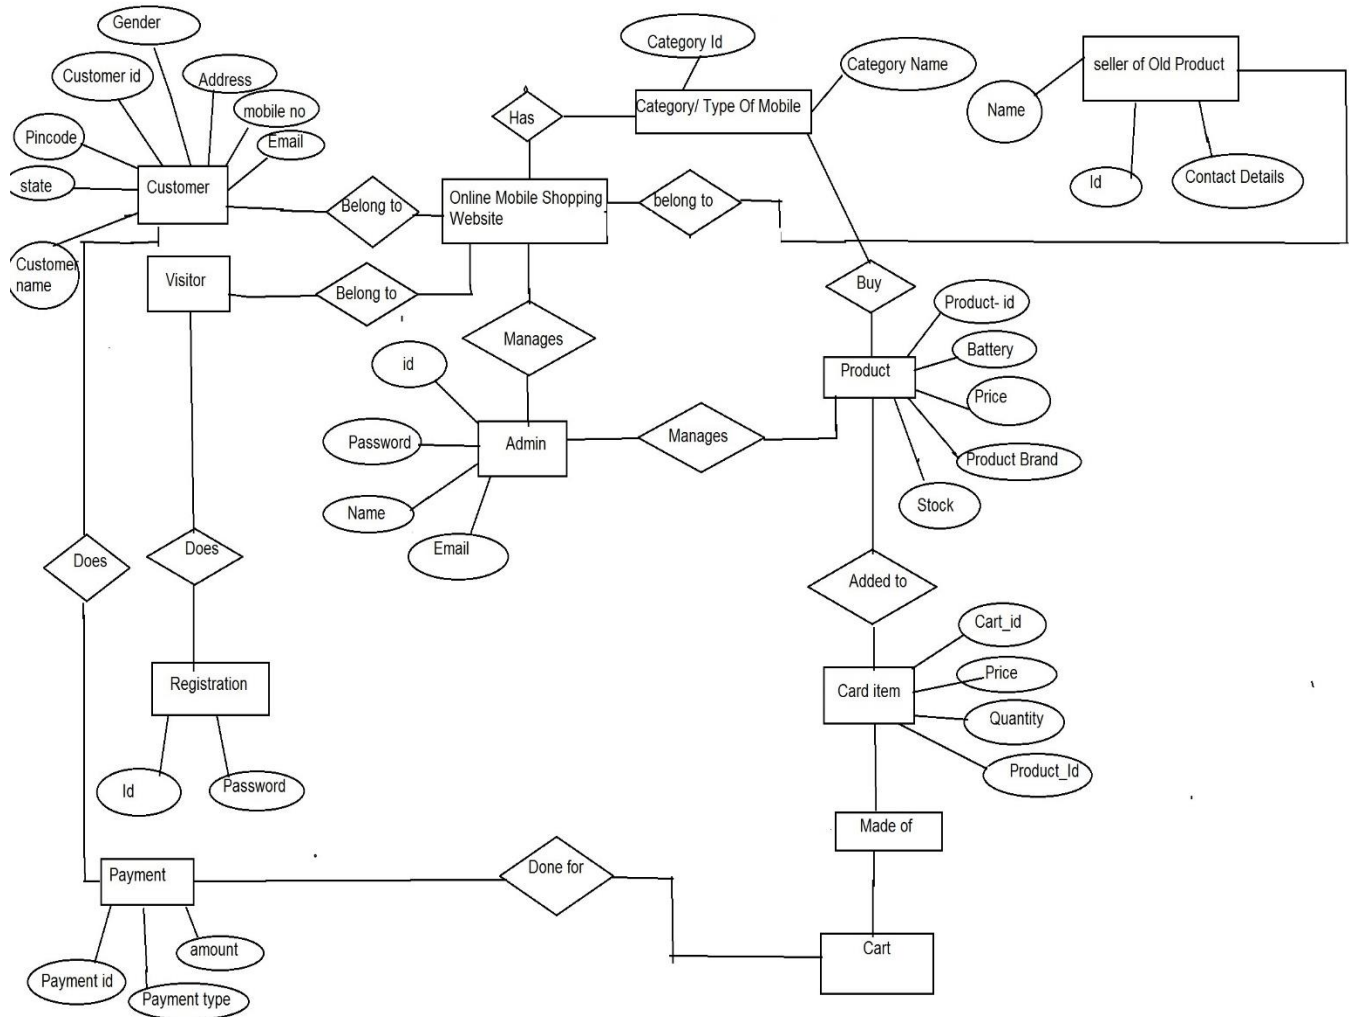 Gender
Category Id
Customer id
Address
Category Name
seller of Old Product
Has
Category/ Type Of Mobile
Name
mobile no
Pincode
Email
state
Customer
Belong to
Online Mobile Shopping
Website
belong to
Id
Contact Details
Customer
name
Visitor
Belong to
Buy
Product- id
Manages
Battery
id
Product
Price
Password
Admin
Manages
Product Brand
Name
Stock
Email
Does
Does
Added to
Cart_id
Registration
Card item
Price
Quantity
Id
Password
Product_Id
Made of
Payment
Done for
amount
Cart
Payment id
Payment type